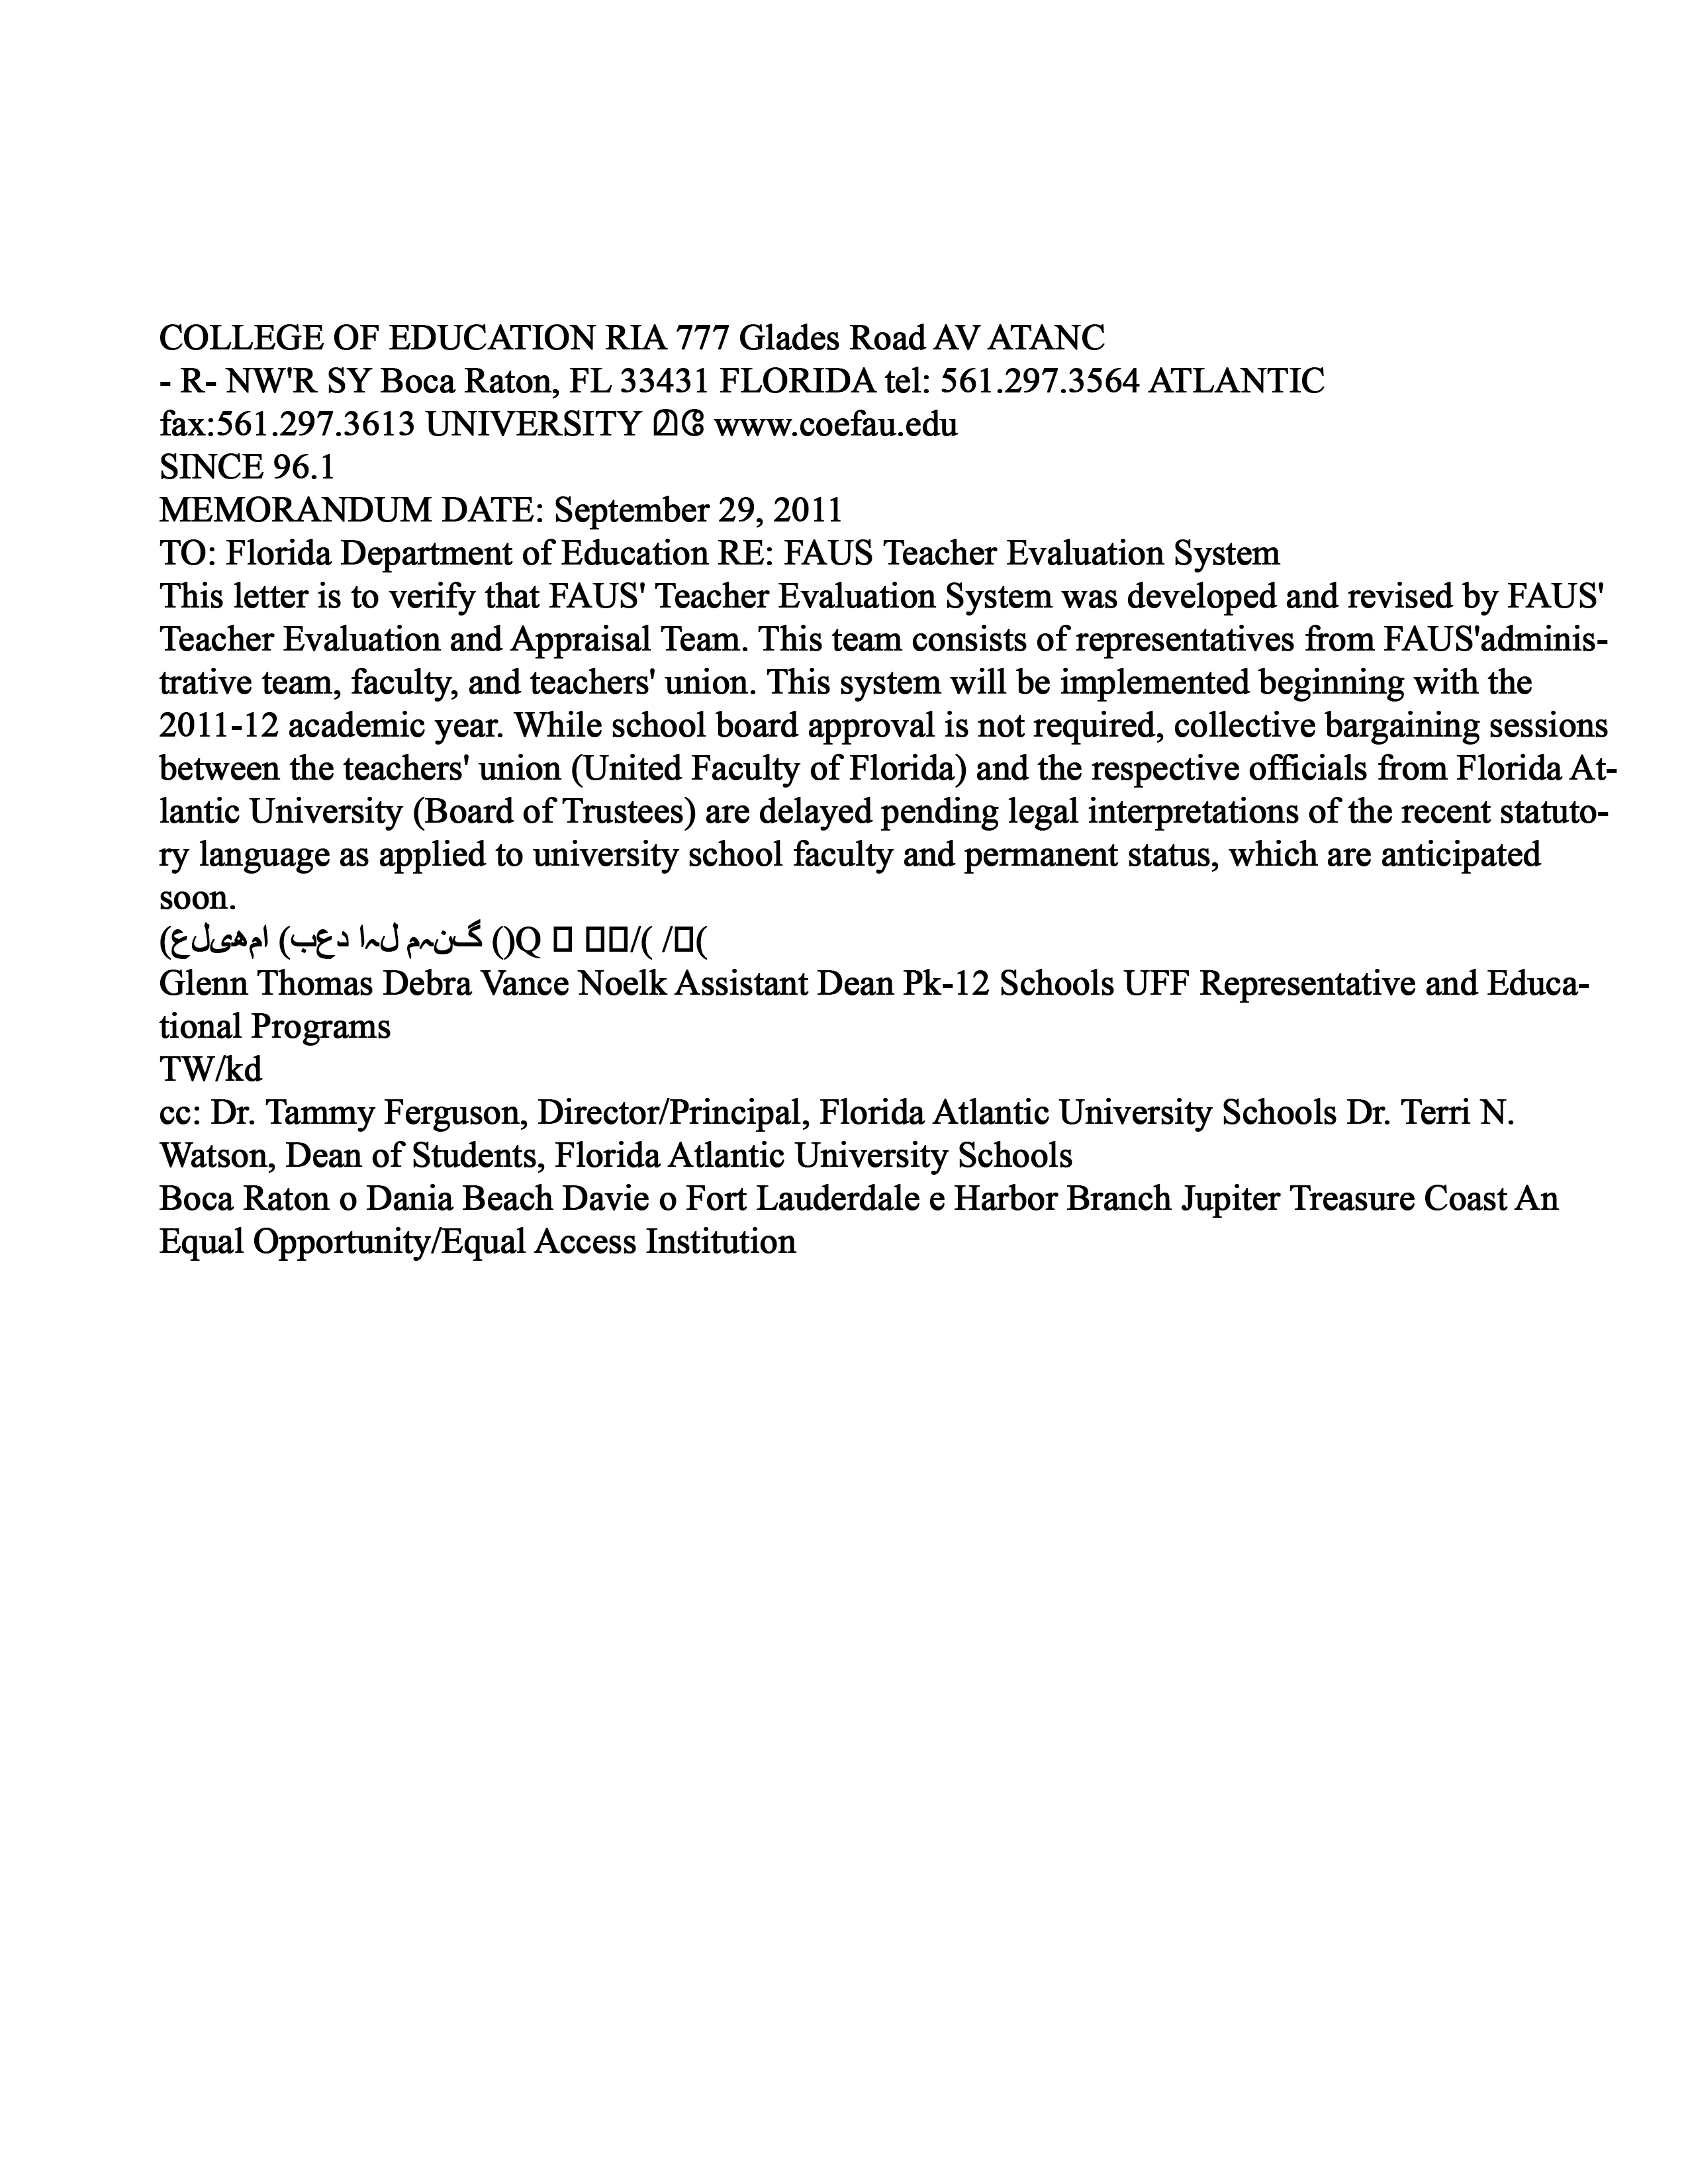 COLLEGE OF EDUCATION RIA 777 Glades Road AV ATANC
- R- NW'R SY Boca Raton, FL 33431 FLORIDA tel: 561.297.3564 ATLANTIC
fax:561.297.3613 UNIVERSITY www.coefau.edu
SINCE 96.1
MEMORANDUM DATE: September 29, 2011
TO: Florida Department of Education RE: FAUS Teacher Evaluation System
This letter is to verify that FAUS' Teacher Evaluation System was developed and revised by FAUS'
Teacher Evaluation and Appraisal Team. This team consists of representatives from FAUS'adminis-
trative team, faculty, and teachers' union. This system will be implemented beginning with the
2011-12 academic year. While school board approval is not required, collective bargaining sessions
between the teachers' union (United Faculty of Florida) and the respective officials from Florida At-
lantic University (Board of Trustees) are delayed pending legal interpretations of the recent statuto-
ry language as applied to university school faculty and permanent status, which are anticipated
soon.
Glenn Thomas Debra Vance Noelk Assistant Dean Pk-12 Schools UFF Representative and Educa-
tional Programs
TW/kd
cc: Dr. Tammy Ferguson, Director/Principal, Florida Atlantic University Schools Dr. Terri N.
Watson, Dean of Students, Florida Atlantic University Schools
Boca Raton o Dania Beach Davie o Fort Lauderdale e Harbor Branch Jupiter Treasure Coast An
Equal Opportunity/Equal Access Institution